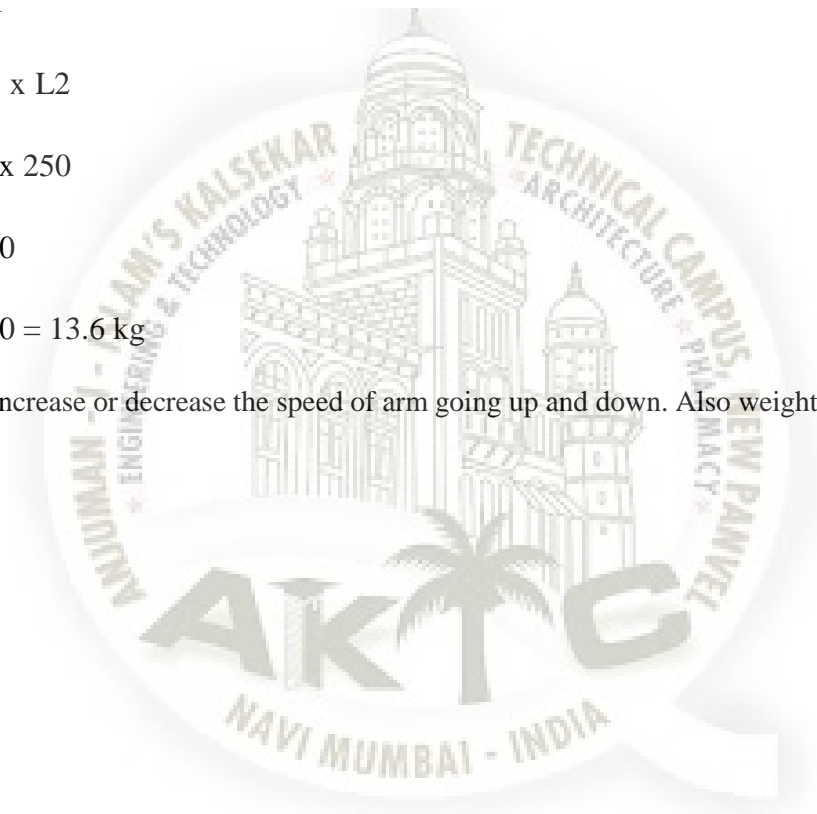 x L2
x 250
0
0 = 13.6 kg
ncrease or decrease the speed of arm going up and down. Also weight
ANJUMAN - I - ISLAM'S KALSEKAR TECHNICAL CAMPUS, NEW PANVEL
ENGINEERING & TECHNOLOGY * ARCHITECTURE * PHARMACY *
AKTC
NAVI MUMBAI - INDIA